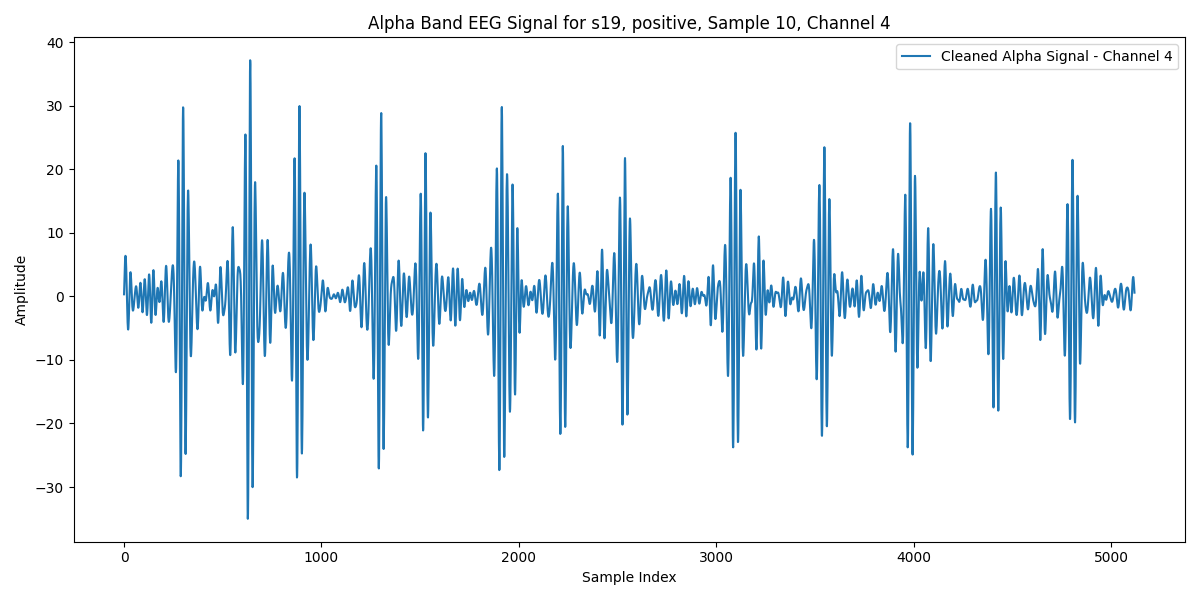 Alpha Band EEG Signal for s19, positive, Sample 10, Channel 4
Cleaned Alpha Signal - Channel 4
Amplitude
40
30
20
10
0
−10
−20
−30
0 1000 2000 3000 4000 5000
Sample Index